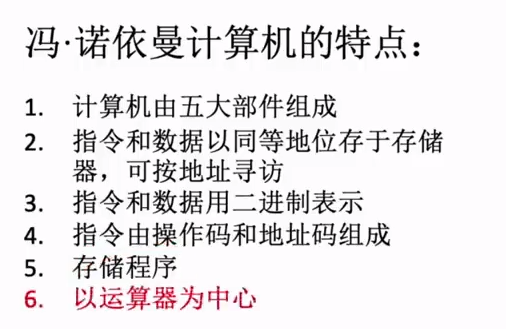 冯·诺依曼计算机的特点：
1. 计算机由五大部件组成
2. 指令和数据以同等地位存于存储
器，可按地址寻访
3. 指令和数据用二进制表示
4. 指令由操作码和地址码组成
5. 存储程序
6. 以运算器为中心